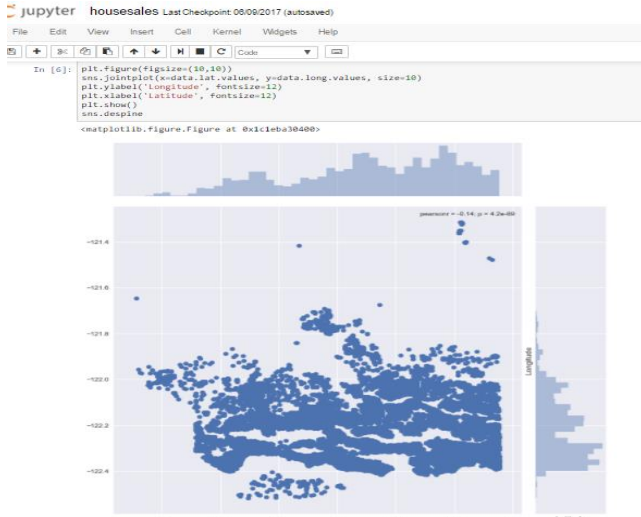 jupyter housesales Last Checkpoint: 06/09/2017 (autosaved)
File Edit View Insert Cell Kernel Widgets Help
Code
In [6]: plt.figure(figsize=(10,10))
sns.jointplot(x=data.lat.values, y=data.long.values, size=10)
plt.ylabel('Longitude', fontsize=12)
plt.xlabel('Latitude', fontsize=12)
plt.show()
sns.despine
<matplotlib.figure.Figure at 0x1c1eba30400>
pearsonr = -0.14; p = 4.2e-89
-121.4
-121.6
-121.8
-122.0
-122.2
-122.4
Longitude